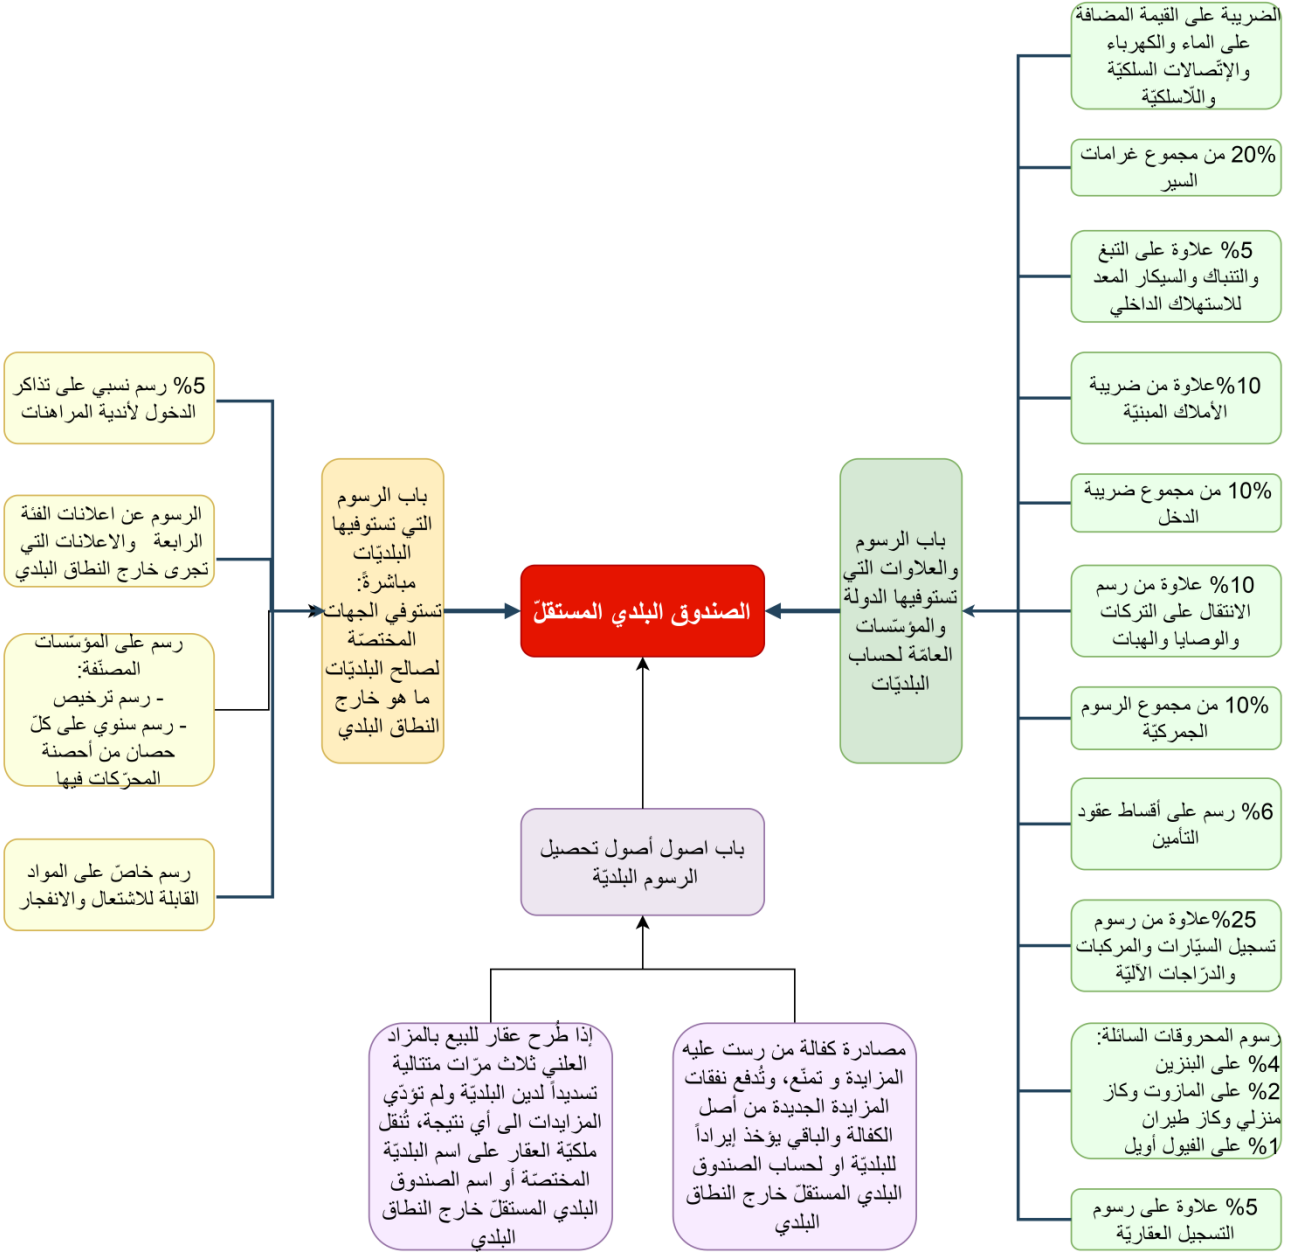 الضريبة على القيمة المضافة
على الماء والكهرباء
والإتّصالات السلكيّة
واللّاسلكيّة
20% من مجموع غرامات
السير
5% علاوة على التبغ
والتنباك والسيكار المعد
للاستهلاك الداخلي
10%علاوة من ضريبة
الأملاك المبنيّة
10% من مجموع ضريبة
الدخل
10% علاوة من رسم
الانتقال على التركات
والوصايا والهبات
10% من مجموع الرسوم
الجمركيّة
6% رسم على أقساط عقود
التأمين
25%علاوة من رسوم
تسجيل السيّارات والمركبات
والدرّاجات الآليّة
رسوم المحروقات السائلة:
4% على البنزين
2% على المازوت وكاز
منزلي وكاز طيران
1% على الفيول أويل
5% علاوة على رسوم
التسجيل العقاريّة
باب الرسوم
والعلاوات التي
تستوفيها الدولة
والمؤسّسات
العامّة لحساب
البلديّات
الصندوق البلدي المستقلّ
باب الرسوم
التي تستوفيها
البلديّات
مباشرةً:
تستوفي الجهات
المختصّة
لصالح البلديّات
ما هو خارج
النطاق البلدي
5% رسم نسبي على تذاكر
الدخول لأندية المراهنات
الرسوم عن اعلانات الفئة
الرابعة والاعلانات التي
تجرى خارج النطاق البلدي
رسم على المؤسّسات
المصنّفة:
- رسم ترخيص
- رسم سنوي على كلّ
حصان من أحصنة
المحرّكات فيها
رسم خاصّ على المواد
القابلة للاشتعال والانفجار
باب اصول أصول تحصيل
الرسوم البلديّة
مصادرة كفالة من رست عليه
المزايدة و تمنّع، وتُدفع نفقات
المزايدة الجديدة من أصل
الكفالة والباقي يؤخذ إيراداً
للبلديّة او لحساب الصندوق
البلدي المستقلّ خارج النطاق
البلدي
إذا طُرح عقار للبيع بالمزاد
العلني ثلاث مرّات متتالية
تسديداً لدين البلديّة ولم تؤدّي
المزايدات الى أي نتيجة، تُنقل
ملكيّة العقار على اسم البلديّة
المختصّة أو اسم الصندوق
البلدي المستقلّ خارج النطاق
البلدي